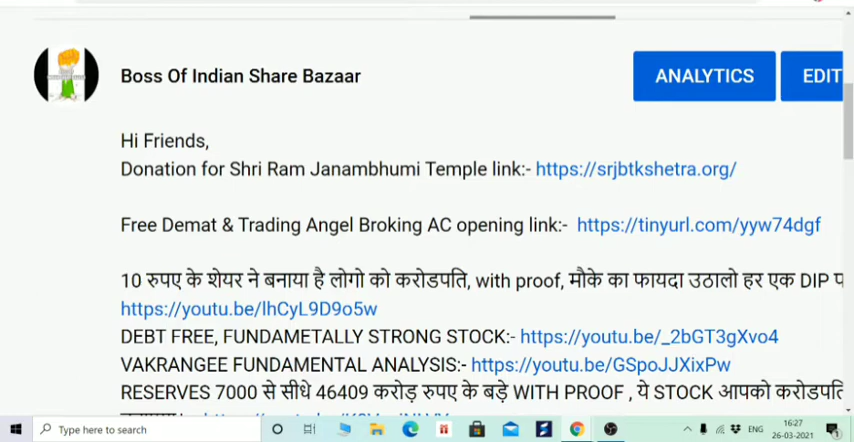 Boss Of Indian Share Bazaar
ANALYTICS
EDIT
Hi Friends,
Donation for Shri Ram Janambhumi Temple link:- https://srjbtkshetra.org/
Free Demat & Trading Angel Broking AC opening link:- https://tinyurl.com/yyw74dgf
10 रुपए के शेयर ने बनाया है लोगो को करोडपति, with proof, मौके का फायदा उठालो हर एक DIP
https://youtu.be/lhCyL9D9o5w
DEBT FREE, FUNDAMETALLY STRONG STOCK:- https://youtu.be/_2bGT3gXvo4
VAKRANGEE FUNDAMENTAL ANALYSIS:- https://youtu.be/GSpoJJXixPw
RESERVES 7000 से सीधे 46409 करोड़ रुपए के बड़े WITH PROOF , ये STOCK आपको करोडपति
Type here to search
ENG
16:27
26-03-2021